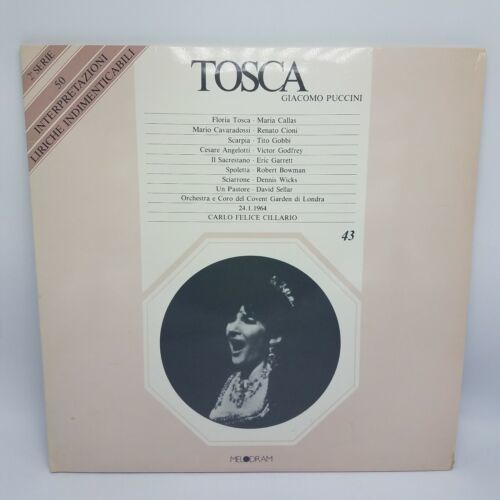 2ª SERIE
50
INTERPRETAZIONI
LIRICHE INDIMENTICABILI
TOSCA
GIACOMO PUCCINI
Floria Tosca · Maria Callas
Mario Cavaradossi · Renato Cioni
Scarpia · Tito Gobbi
Cesare Angelotti · Victor Godfrey
Il Sacrestano · Eric Garrett
Spoletta · Robert Bowman
Sciarrone · Dennis Wicks
Un Pastore · David Sellar
Orchestra e Coro del Covent Garden di Londra
24.1.1964
CARLO FELICE CILLARIO
43
MELODRAM